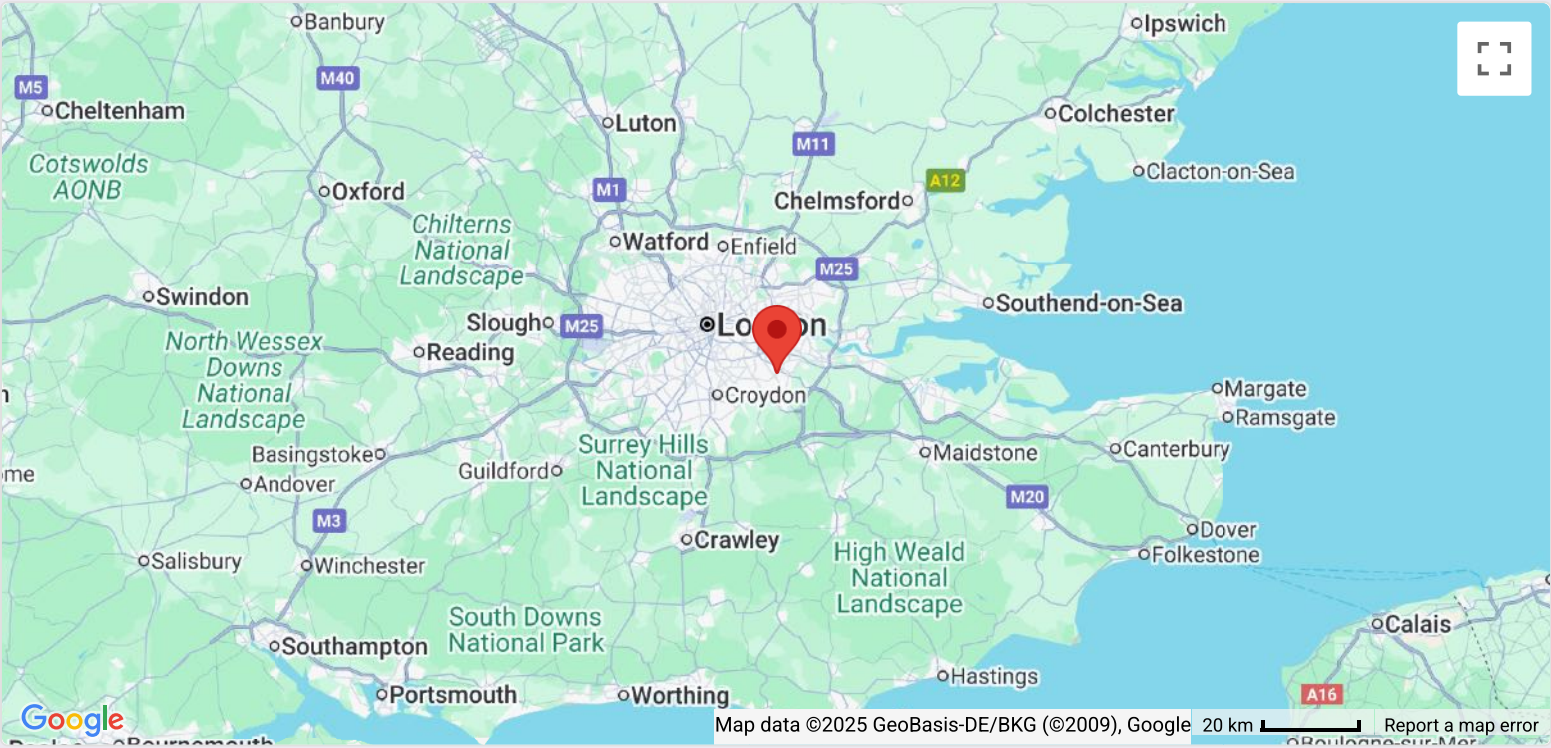 Banbury
Ipswich
M5
M40
Cheltenham
Luton
Colchester
M11
Cotswolds
AONB
Clacton-on-Sea
A12
Oxford
M1
Chelmsford
Chilterns
National
Landscape
Watford
Enfield
M25
Swindon
Southend-on-Sea
Slough
M25
North Wessex
Downs
National
Landscape
Reading
Croydon
Margate
Ramsgate
Surrey Hills
National
Landscape
Basingstoke
Guildford
Maidstone
Canterbury
Andover
M20
M3
Dover
Crawley
Folkestone
Salisbury
Winchester
High Weald
National
Landscape
South Downs
National Park
Calais
Southampton
Hastings
Portsmouth
Worthing
A16
Google
Map data ©2025 GeoBasis-DE/BKG (©2009), Google
20 km
Report a map error
Bournemouth
Boulogne-sur-Mer